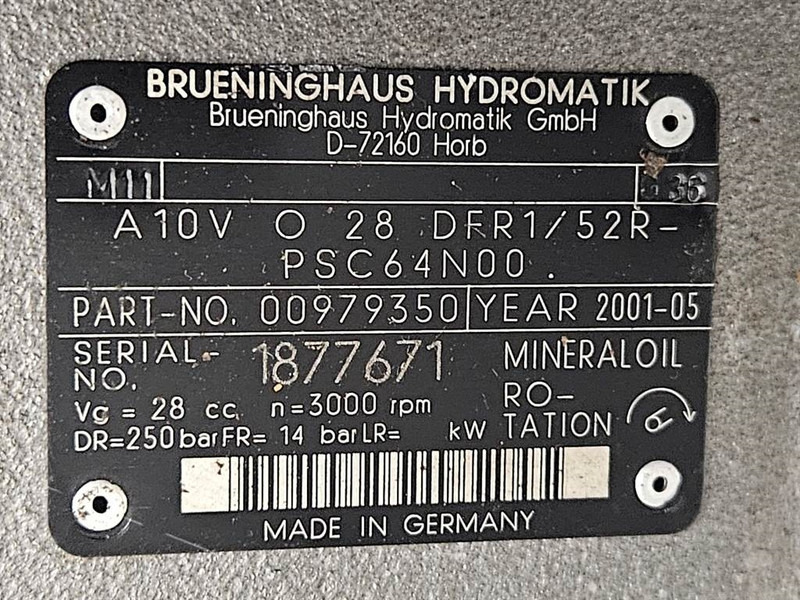 BRUENINGHAUS HYDROMATIK
Brueninghaus Hydromatik GmbH
D-72160 Horb
M11 36
A10V O 28 DFR1/52R-
PSC64N00.
PART-NO. 00979350 YEAR 2001-05
SERIAL-
NO. 1877671 MINERALOIL
RO-
TATION
Vg = 28 cc n=3000 rpm
DR=250bar FR= 14 bar LR= kW
MADE IN GERMANY